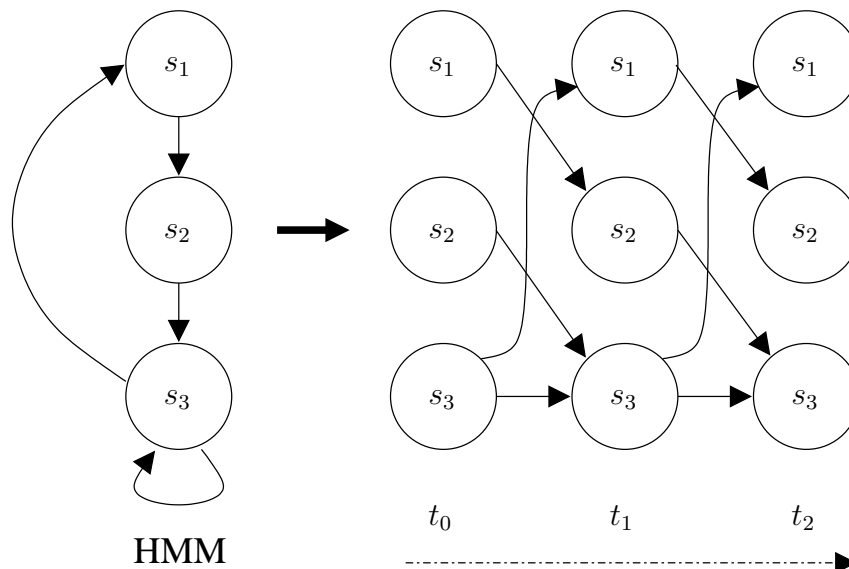 s₁ s₁ s₁ s₁
s₂ s₂ s₂ s₂
s₃ s₃ s₃ s₃
t₀ t₁ t₂
HMM